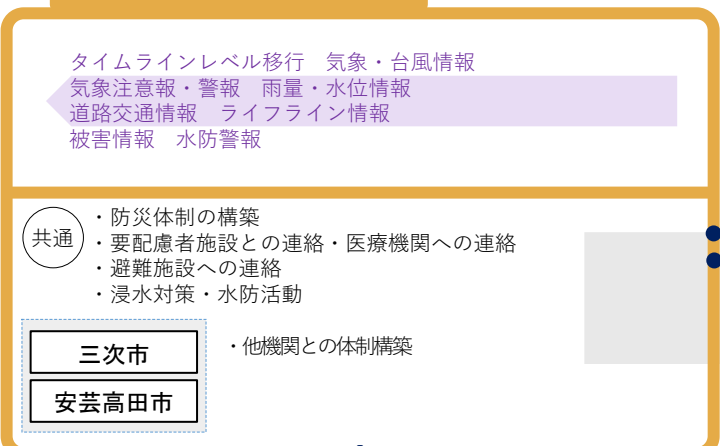 タイムラインレベル移行　気象・台風情報
気象注意報・警報　雨量・水位情報
道路交通情報　ライフライン情報
被害情報　水防警報
共通
・防災体制の構築
・要配慮者施設との連絡・医療機関への連絡
・避難施設への連絡
・浸水対策・水防活動
三次市
安芸高田市
・他機関との体制構築